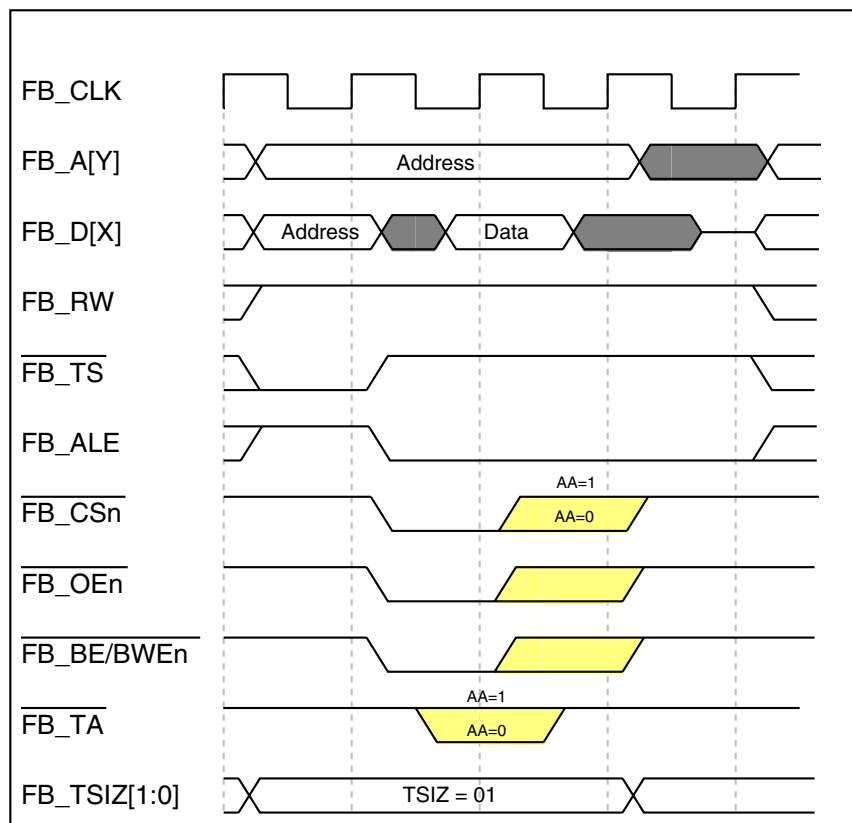 FB_CLK
FB_A[Y]
Address
FB_D[X]
Address
Data
FB_RW
FB_TS
FB_ALE
AA=1
FB_CSn
AA=0
FB_OEn
FB_BE/BWEn
AA=1
FB_TA
AA=0
FB_TSIZ[1:0]
TSIZ = 01